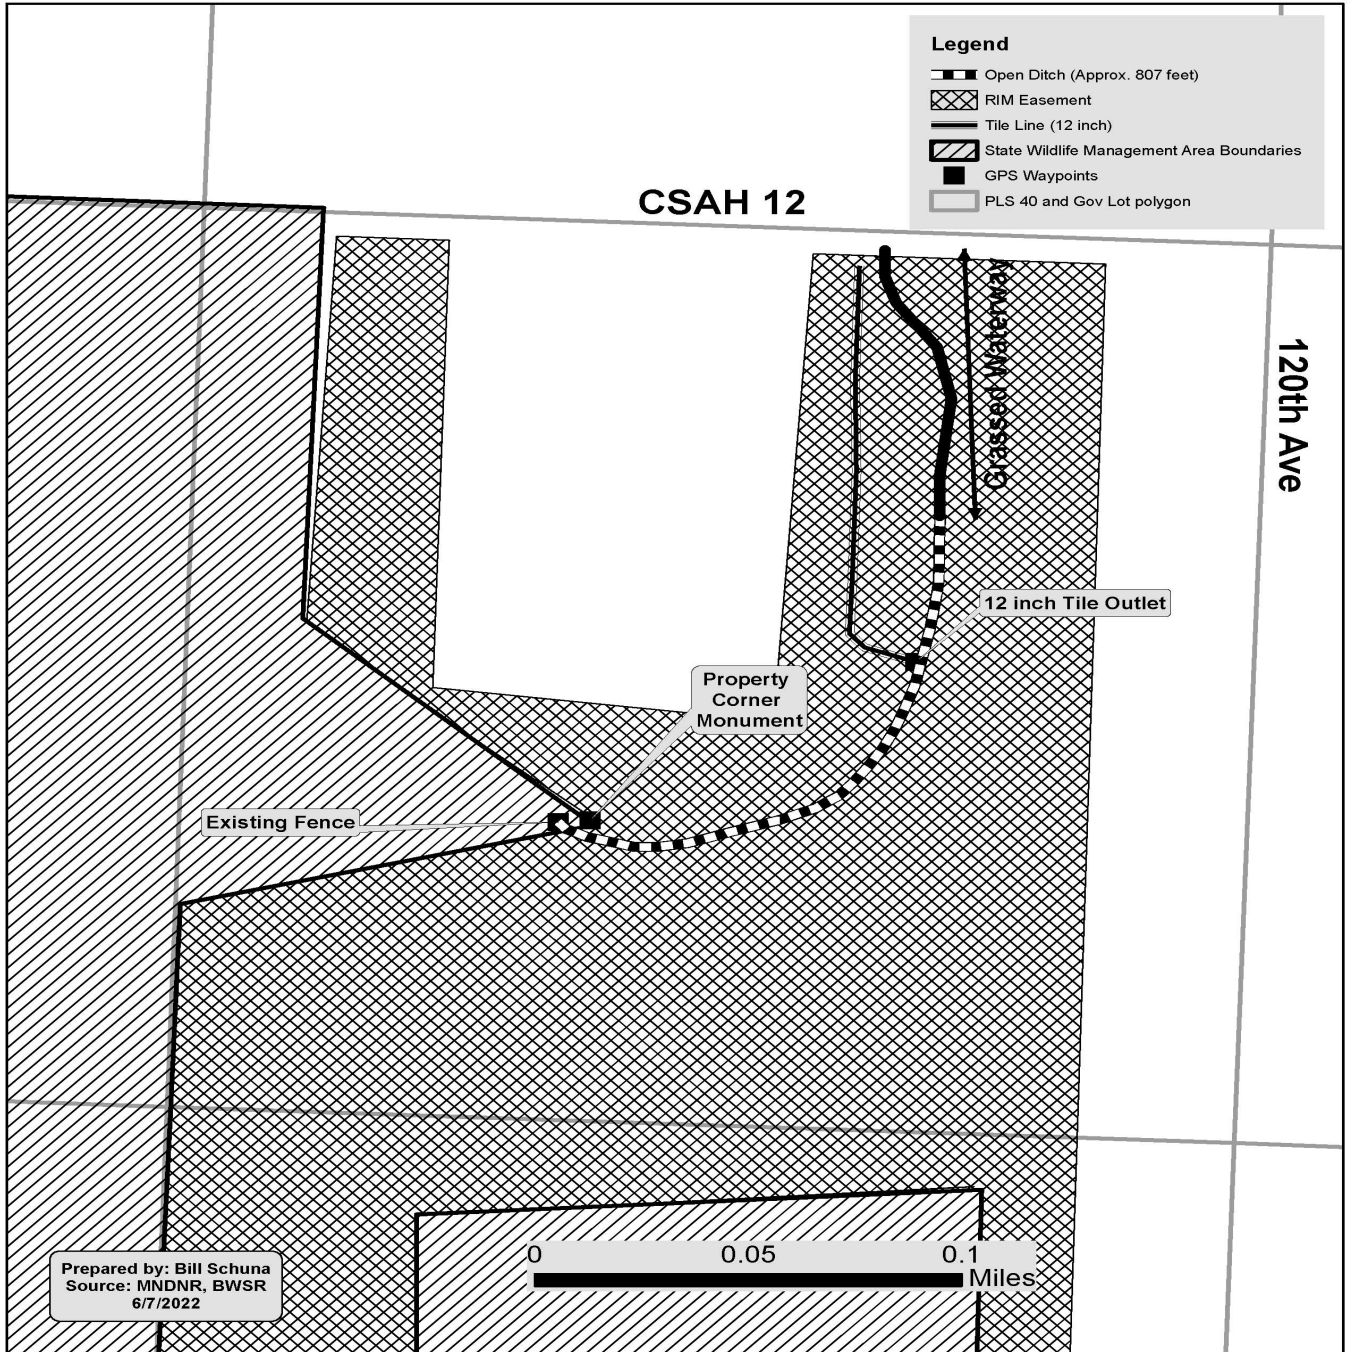 Legend
Open Ditch (Approx. 807 feet)
RIM Easement
Tile Line (12 inch)
State Wildlife Management Area Boundaries
GPS Waypoints
PLS 40 and Gov Lot polygon
CSAH 12
Grassed Waterway
120th Ave
12 inch Tile Outlet
Property
Corner
Monument
Existing Fence
0 0.05 0.1
Miles
Prepared by: Bill Schuna
Source: MNDNR, BWSR
6/7/2022